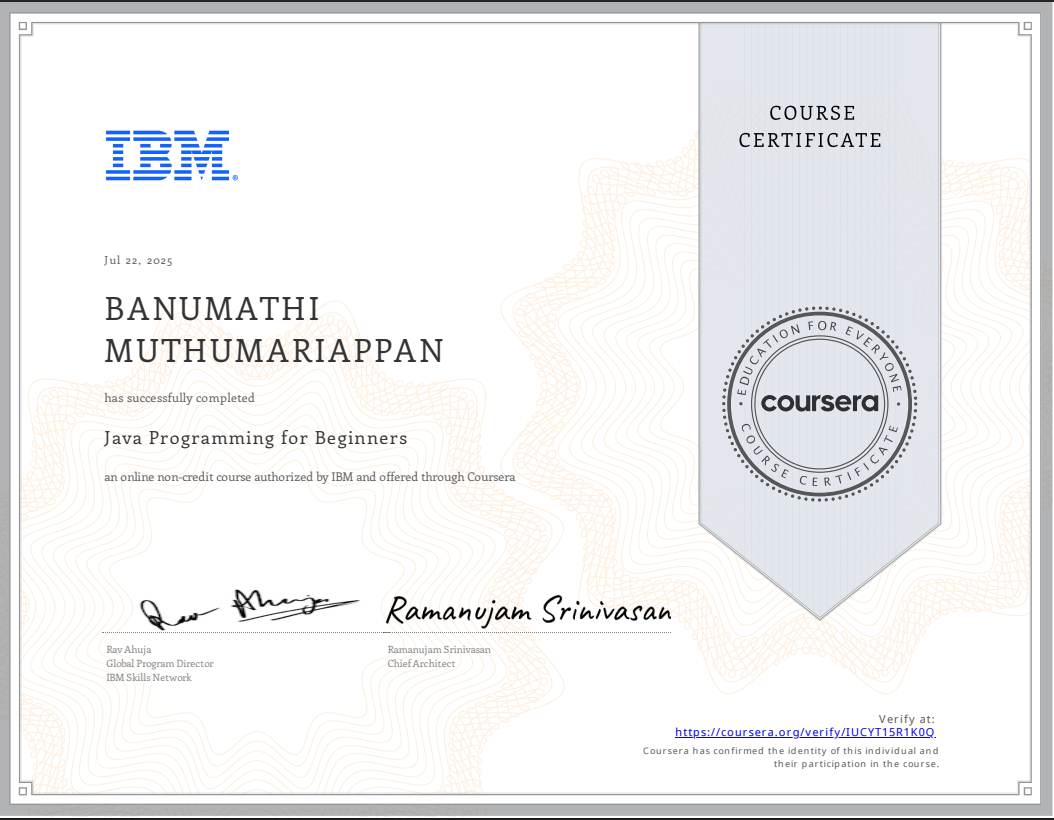 COURSE
CERTIFICATE
IBM®
Jul 22, 2025
BANUMATHI
MUTHUMARIAPPAN
has successfully completed
Java Programming for Beginners
an online non-credit course authorized by IBM and offered through Coursera
EDUCATION FOR EVERYONE
coursera
COURSE CERTIFICATE
Rav Ahuja
Ramanujam Srinivasan
Rav Ahuja
Global Program Director
IBM Skills Network
Ramanujam Srinivasan
Chief Architect
Verify at:
https://coursera.org/verify/IUCYT15R1K0Q
Coursera has confirmed the identity of this individual and
their participation in the course.